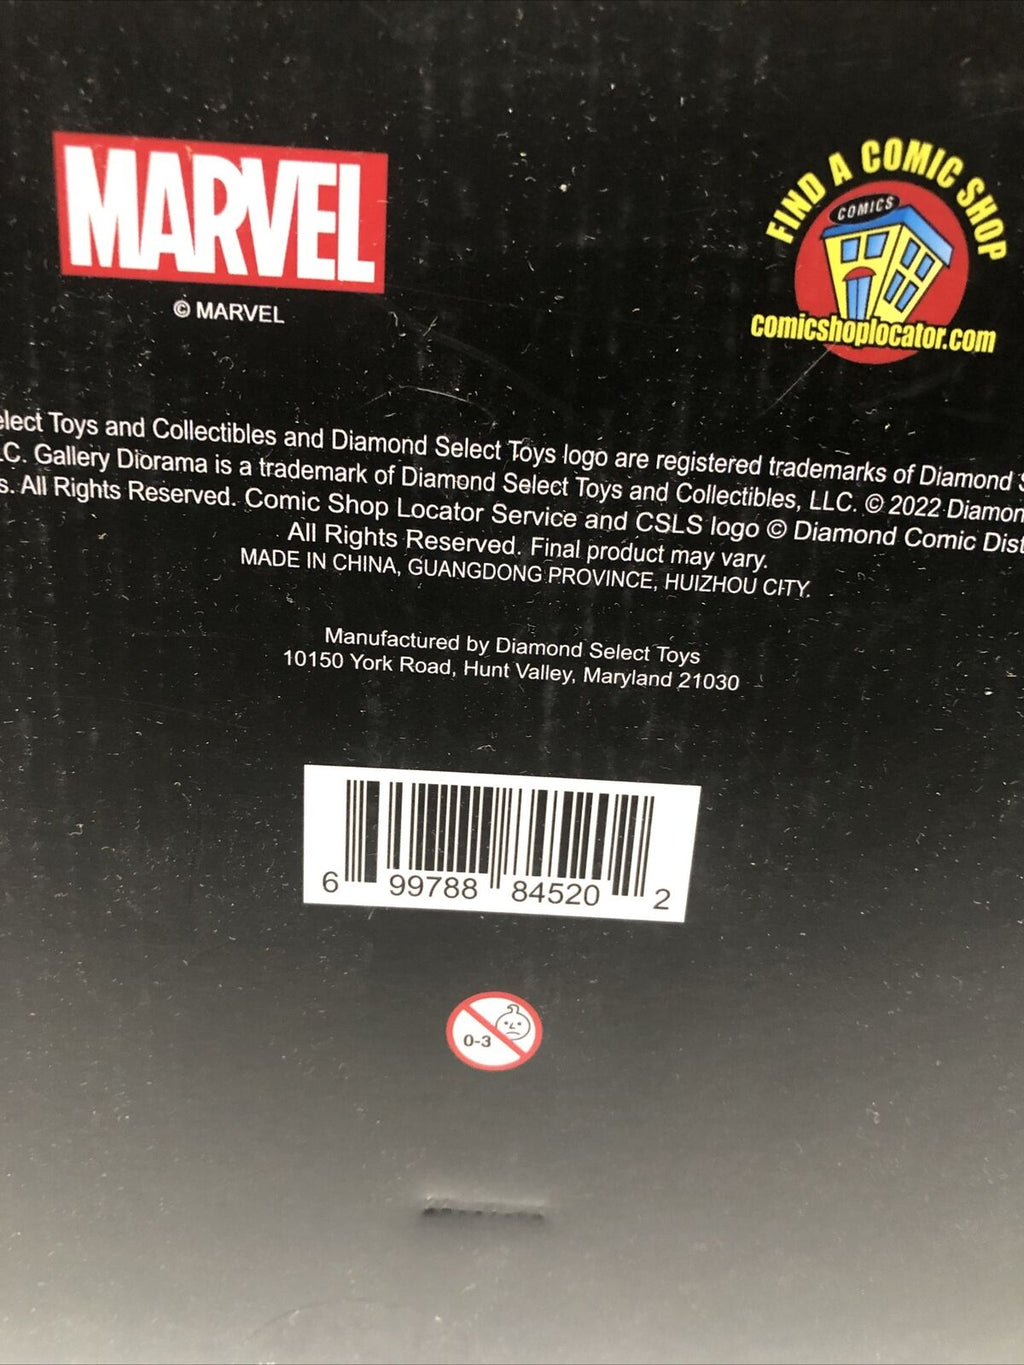 MARVEL
© MARVEL
FIND A COMIC SHOP
COMICS
comicshoplocator.com
elect Toys and Collectibles and Diamond Select Toys logo are registered trademarks of Diamond S
LC. Gallery Diorama is a trademark of Diamond Select Toys and Collectibles, LLC. © 2022 Diamon
s. All Rights Reserved. Comic Shop Locator Service and CSLS logo © Diamond Comic Dist
All Rights Reserved. Final product may vary.
MADE IN CHINA, GUANGDONG PROVINCE, HUIZHOU CITY.
Manufactured by Diamond Select Toys
10150 York Road, Hunt Valley, Maryland 21030
6 99788 84520 2
0-3